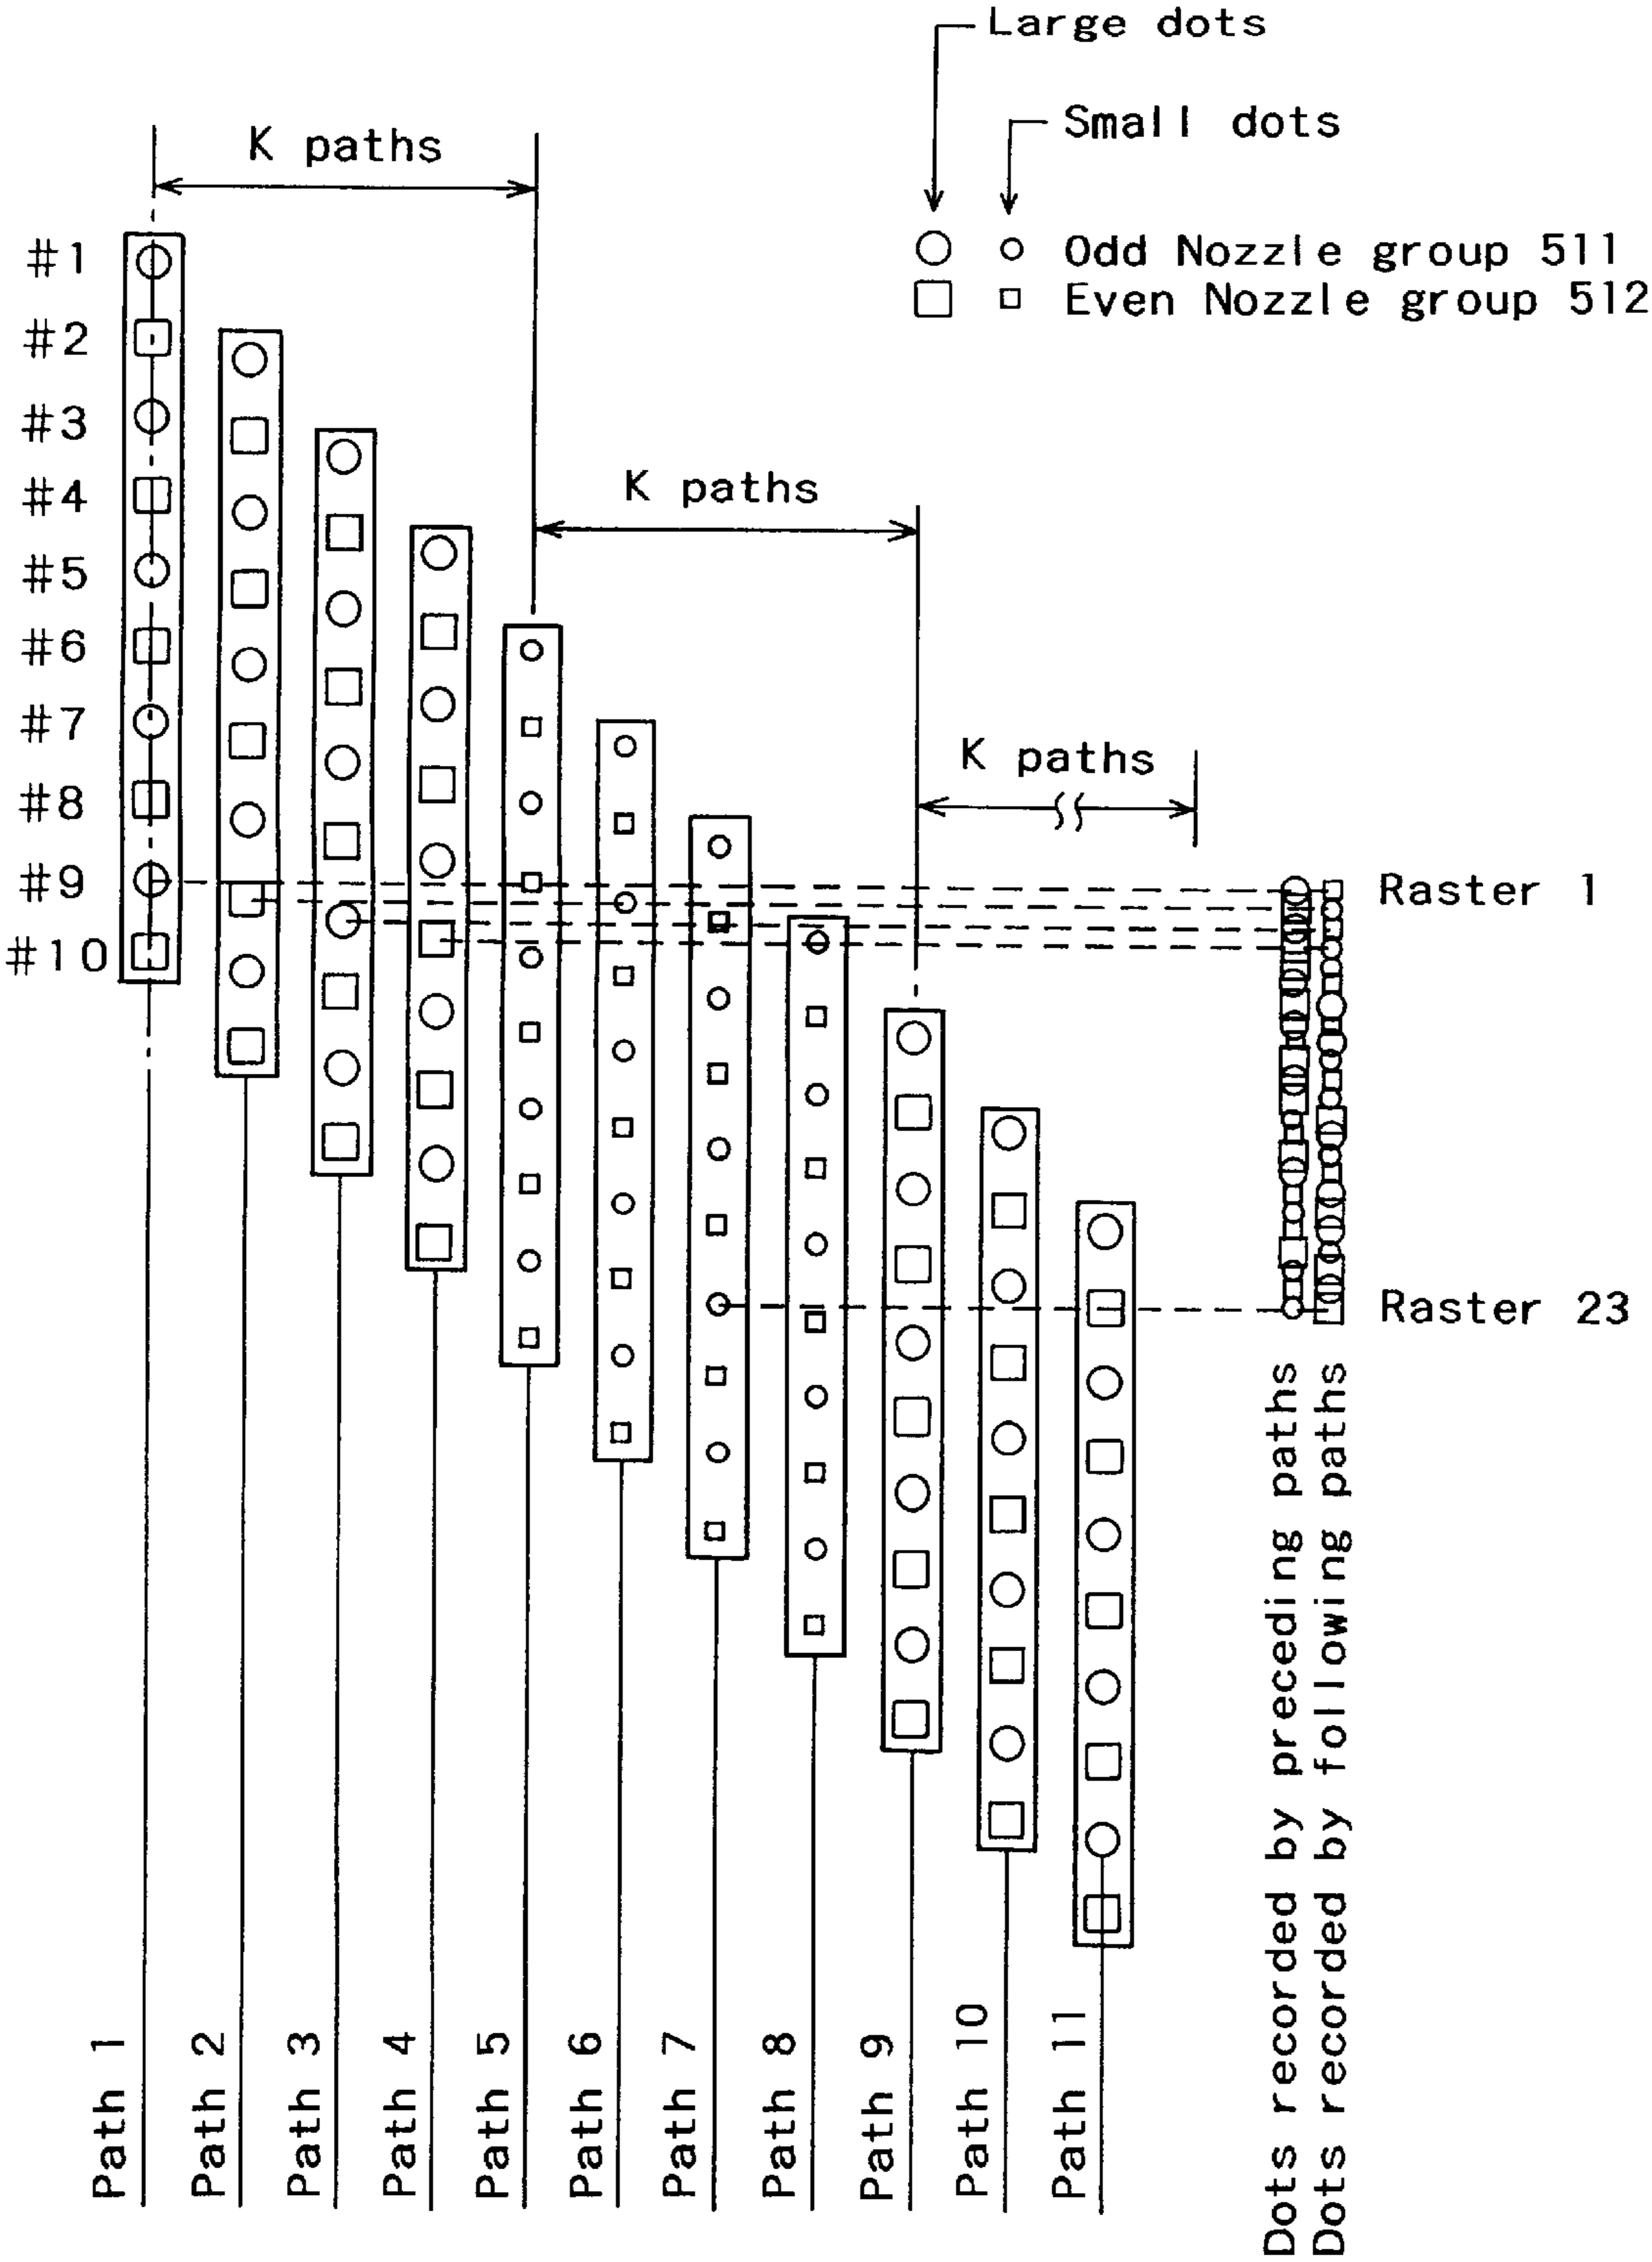 Large dots
Small dots
Odd Nozzle group 511
Even Nozzle group 512
K paths
K paths
K paths
#1
#2
#3
#4
#5
#6
#7
#8
#9
#10
Raster 1
Raster 23
Path 1
Path 2
Path 3
Path 4
Path 5
Path 6
Path 7
Path 8
Path 9
Path 10
Path 11
Dots recorded by preceding paths
Dots recorded by following paths